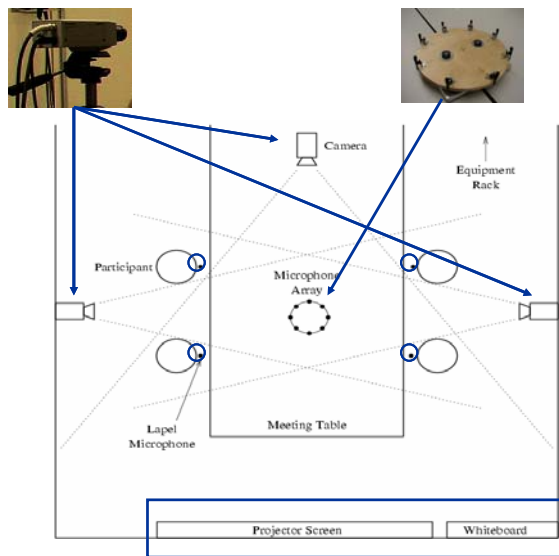 Camera
Equipment
Rack
Participant
Microphone
Array
Lapel
Microphone
Meeting Table
Projector Screen
Whiteboard